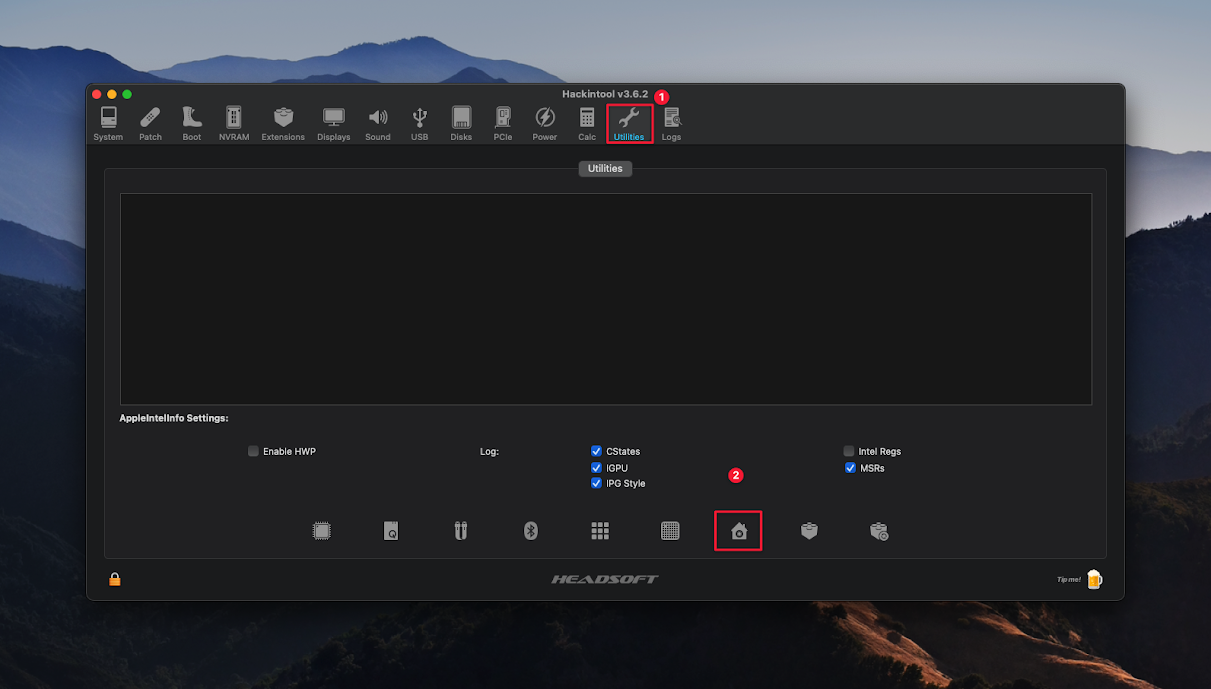 Hackintool v3.6.2
1
System Patch Boot NVRAM Extensions Displays Sound USB Disks PCIe Power Calc Utilities Logs
Utilities
AppleIntelInfo Settings:
Enable HWP Log: CStates Intel Regs
IGPU MSRs
IPG Style
2
HEADSOFT
Tip me!